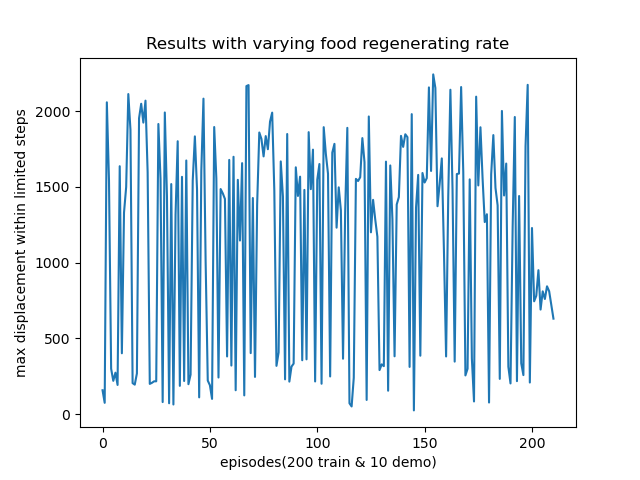 Results with varying food regenerating rate
max displacement within limited steps
2000
1500
1000
500
0
0 50 100 150 200
episodes(200 train & 10 demo)